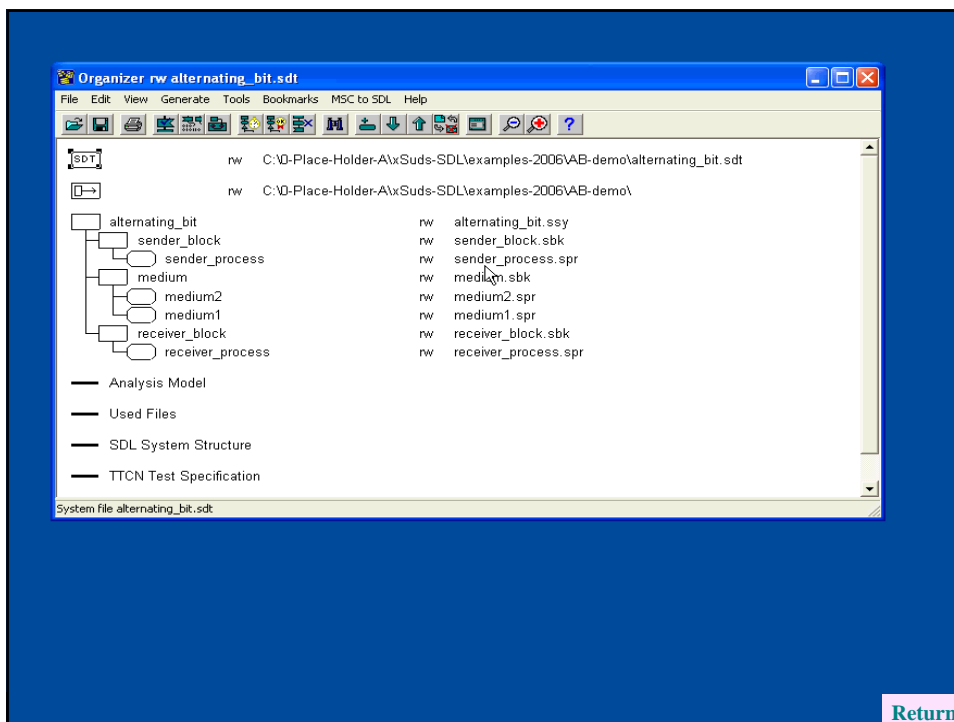 Organizer rw alternating_bit.sdt
File Edit View Generate Tools Bookmarks MSC to SDL Help
SDT rw C:\0-Place-Holder-A\xSuds-SDL\examples-2006\AB-demo\alternating_bit.sdt
rw C:\0-Place-Holder-A\xSuds-SDL\examples-2006\AB-demo\
alternating_bit rw alternating_bit.ssy
sender_block rw sender_block.sbk
sender_process rw sender_process.spr
medium rw medium.sbk
medium2 rw medium2.spr
medium1 rw medium1.spr
receiver_block rw receiver_block.sbk
receiver_process rw receiver_process.spr
Analysis Model
Used Files
SDL System Structure
TTCN Test Specification
System file alternating_bit.sdt
Return